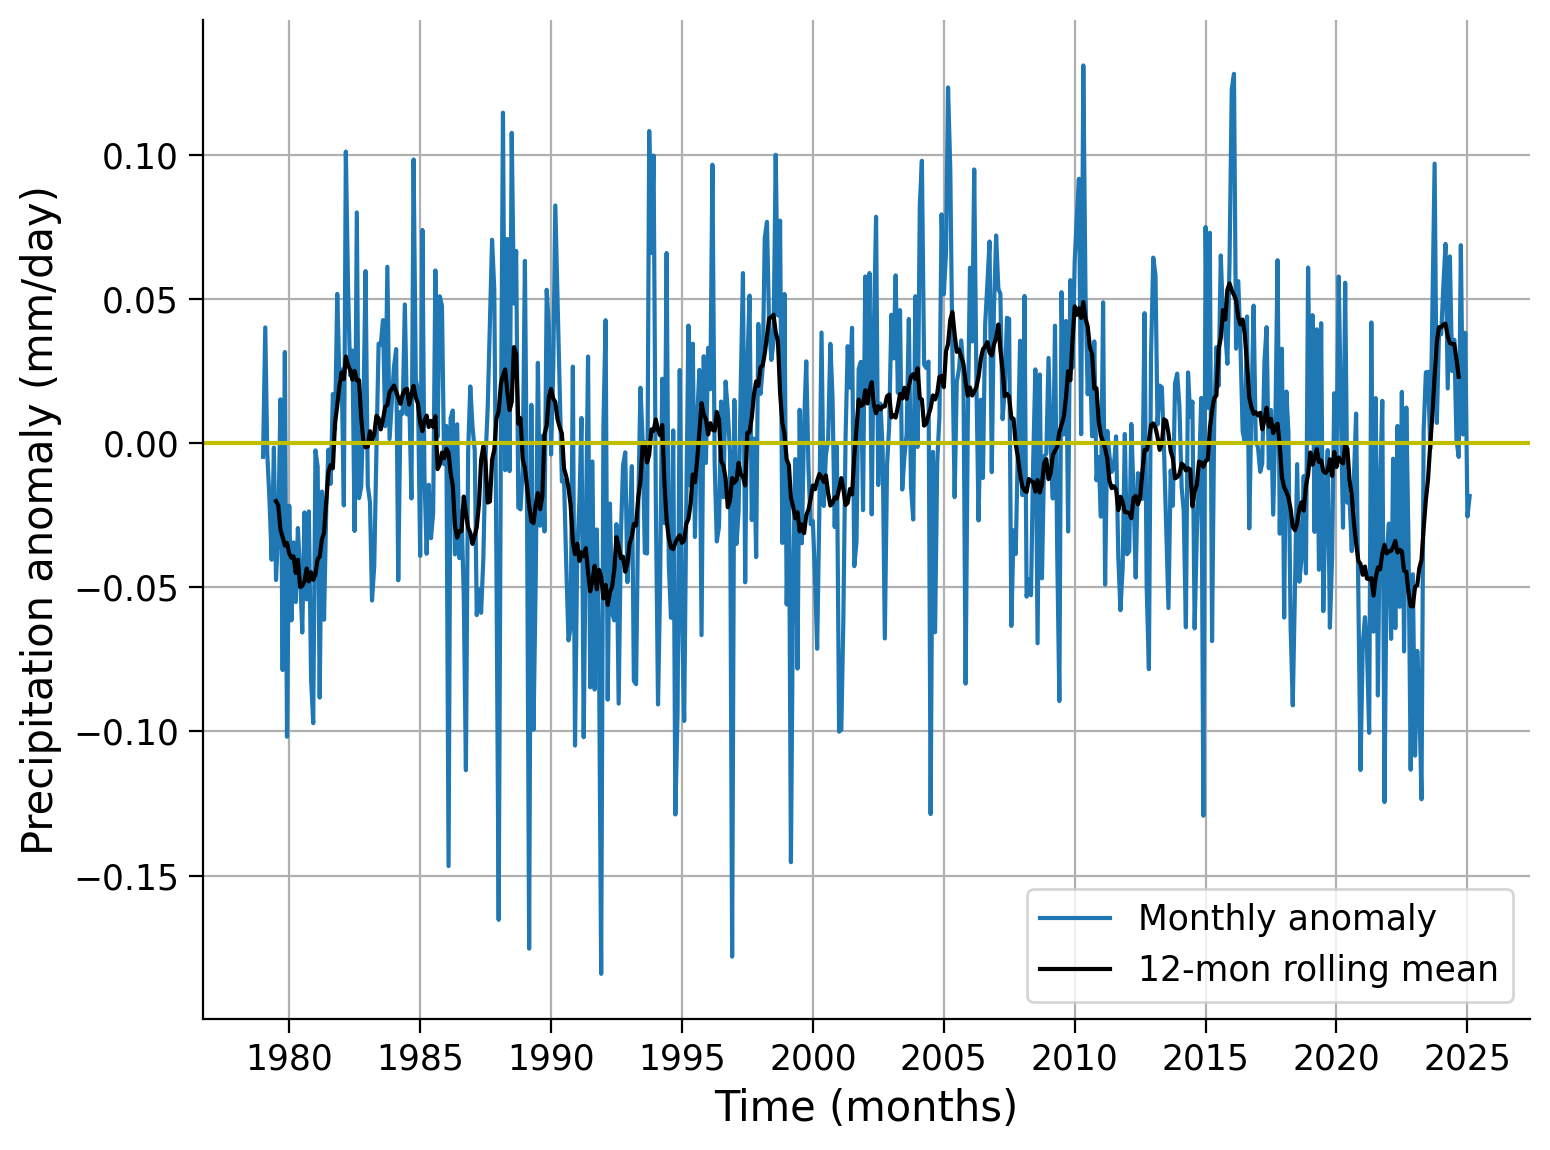 Precipitation anomaly (mm/day)
0.10
0.05
0.00
−0.05
−0.10
−0.15
Monthly anomaly
12-mon rolling mean
1980 1985 1990 1995 2000 2005 2010 2015 2020 2025
Time (months)